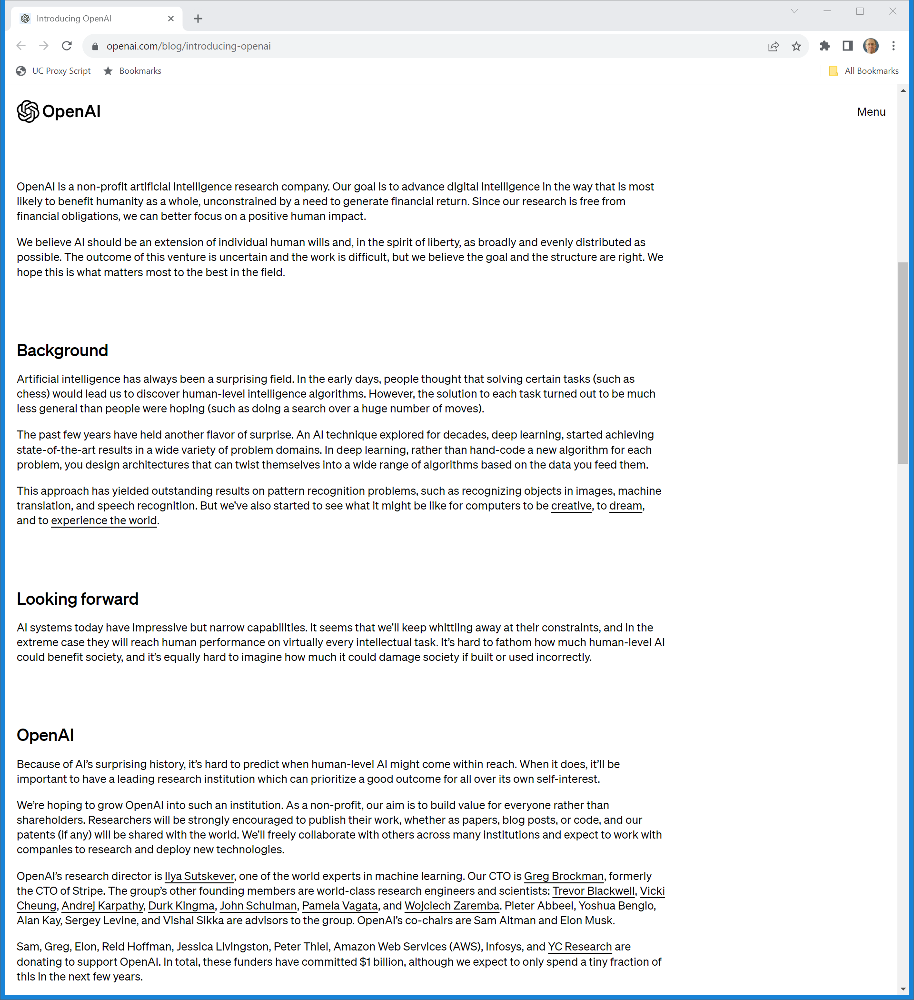 Introducing OpenAI
openai.com/blog/introducing-openai
UC Proxy Script Bookmarks All Bookmarks
OpenAI Menu
OpenAI is a non-profit artificial intelligence research company. Our goal is to advance digital intelligence in the way that is most
likely to benefit humanity as a whole, unconstrained by a need to generate financial return. Since our research is free from
financial obligations, we can better focus on a positive human impact.
We believe AI should be an extension of individual human wills and, in the spirit of liberty, as broadly and evenly distributed as
possible. The outcome of this venture is uncertain and the work is difficult, but we believe the goal and the structure are right. We
hope this is what matters most to the best in the field.
Background
Artificial intelligence has always been a surprising field. In the early days, people thought that solving certain tasks (such as
chess) would lead us to discover human-level intelligence algorithms. However, the solution to each task turned out to be much
less general than people were hoping (such as doing a search over a huge number of moves).
The past few years have held another flavor of surprise. An AI technique explored for decades, deep learning, started achieving
state-of-the-art results in a wide variety of problem domains. In deep learning, rather than hand-code a new algorithm for each
problem, you design architectures that can twist themselves into a wide range of algorithms based on the data you feed them.
This approach has yielded outstanding results on pattern recognition problems, such as recognizing objects in images, machine
translation, and speech recognition. But we’ve also started to see what it might be like for computers to be creative, to dream,
and to experience the world.
Looking forward
AI systems today have impressive but narrow capabilities. It seems that we’ll keep whittling away at their constraints, and in the
extreme case they will reach human performance on virtually every intellectual task. It’s hard to fathom how much human-level AI
could benefit society, and it’s equally hard to imagine how much it could damage society if built or used incorrectly.
OpenAI
Because of AI’s surprising history, it’s hard to predict when human-level AI might come within reach. When it does, it’ll be
important to have a leading research institution which can prioritize a good outcome for all over its own self-interest.
We’re hoping to grow OpenAI into such an institution. As a non-profit, our aim is to build value for everyone rather than
shareholders. Researchers will be strongly encouraged to publish their work, whether as papers, blog posts, or code, and our
patents (if any) will be shared with the world. We’ll freely collaborate with others across many institutions and expect to work with
companies to research and deploy new technologies.
OpenAI’s research director is Ilya Sutskever, one of the world experts in machine learning. Our CTO is Greg Brockman, formerly
the CTO of Stripe. The group’s other founding members are world-class research engineers and scientists: Trevor Blackwell, Vicki
Cheung, Andrej Karpathy, Durk Kingma, John Schulman, Pamela Vagata, and Wojciech Zaremba. Pieter Abbeel, Yoshua Bengio,
Alan Kay, Sergey Levine, and Vishal Sikka are advisors to the group. OpenAI’s co-chairs are Sam Altman and Elon Musk.
Sam, Greg, Elon, Reid Hoffman, Jessica Livingston, Peter Thiel, Amazon Web Services (AWS), Infosys, and YC Research are
donating to support OpenAI. In total, these funders have committed $1 billion, although we expect to only spend a tiny fraction of
this in the next few years.